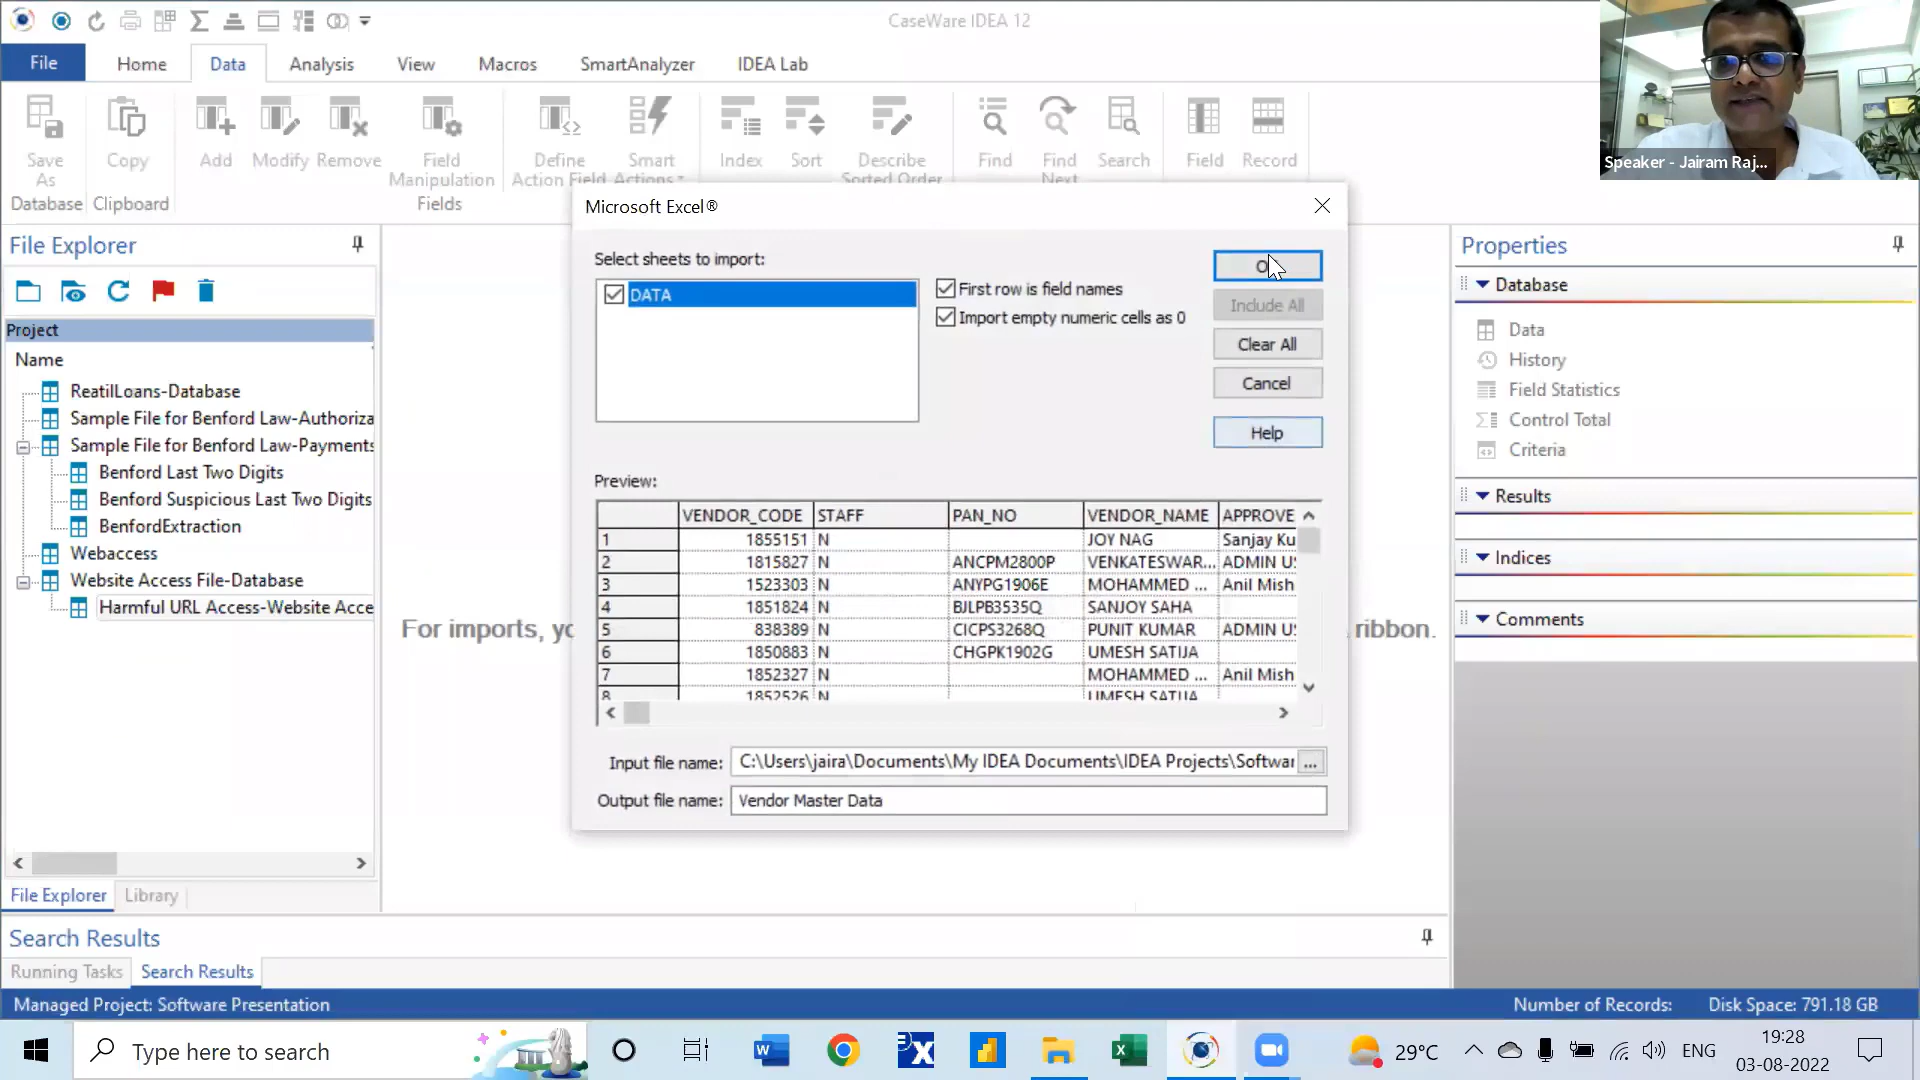 CaseWare IDEA 12
File
Home
Data
Analysis
View
Macros
SmartAnalyzer
IDEA Lab
Save As
Copy
Add
Modify
Remove
Field Manipulation
Define Action Field
Smart Actions
Index
Sort
Describe Sorted Order
Find
Find Next
Search
Field
Record
Database
Clipboard
Fields
Speaker - Jairam Raj...
File Explorer
Project
Name
ReatilLoans-Database
Sample File for Benford Law-Authoriza
Sample File for Benford Law-Payments
Benford Last Two Digits
Benford Suspicious Last Two Digits
BenfordExtraction
Webaccess
Website Access File-Database
Harmful URL Access-Website Acce
File Explorer
Library
For imports, yo
ribbon.
Microsoft Excel®
Select sheets to import:
DATA
First row is field names
Import empty numeric cells as 0
Include All
Clear All
Cancel
Help
Preview:
VENDOR_CODE STAFF PAN_NO VENDOR_NAME APPROVE
1 1855151 N JOY NAG Sanjay Ku
2 1815827 N ANCPM2800P VENKATESWAR... ADMIN U
3 1523303 N ANYPG1906E MOHAMMED ... Anil Mish
4 1851824 N BJLPB3535Q SANJOY SAHA
5 838389 N CICPS3268Q PUNIT KUMAR ADMIN U
6 1850883 N CHGPK1902G UMESH SATIJA
7 1852327 N MOHAMMED ... Anil Mish
8 1852526 N UMESH SATIJA
Input file name: C:\Users\jaira\Documents\My IDEA Documents\IDEA Projects\Softwar ...
Output file name: Vendor Master Data
Properties
Database
Data
History
Field Statistics
Control Total
Criteria
Results
Indices
Comments
Search Results
Running Tasks
Search Results
Managed Project: Software Presentation
Number of Records:
Disk Space: 791.18 GB
Type here to search
29°C
ENG
19:28
03-08-2022